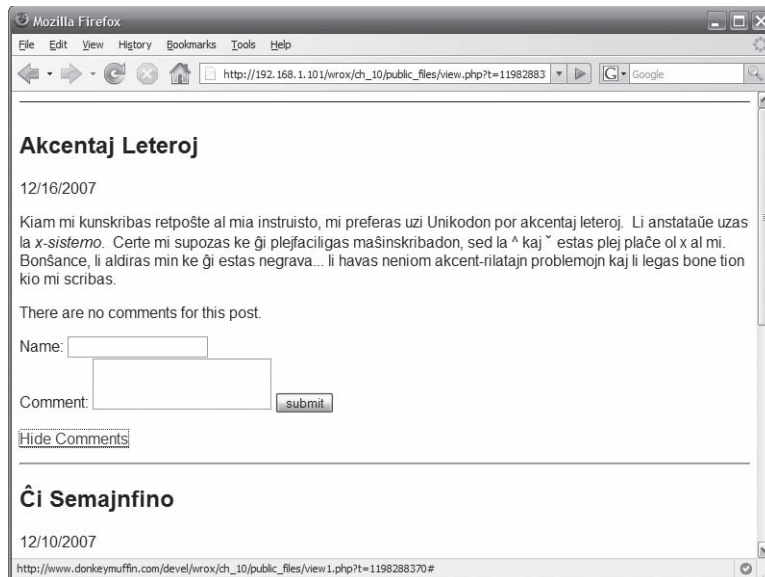 Mozilla Firefox
File Edit View History Bookmarks Tools Help
http://192.168.1.101/wrox/ch_10/public_files/view.php?t=11982883
G Google
Akcentaj Leteroj
12/16/2007
Kiam mi kunskribas retpoŝte al mia instruisto, mi preferas uzi Unikodon por akcentaj leteroj. Li anstataŭe uzas
la x-sistemo. Certe mi supozas ke ĝi plejfaciligas maŝinskribadon, sed la ^ kaj ˘ estas plej plaĉe ol x al mi.
Bonŝance, li aldiras min ke ĝi estas negrava... li havas neniom akcent-rilatajn problemojn kaj li legas bone tion
kio mi scribas.
There are no comments for this post.
Name:
Comment:
submit
Hide Comments
Ĉi Semajnfino
12/10/2007
http://www.donkeymuffin.com/devel/wrox/ch_10/public_files/view1.php?t=1198288370#